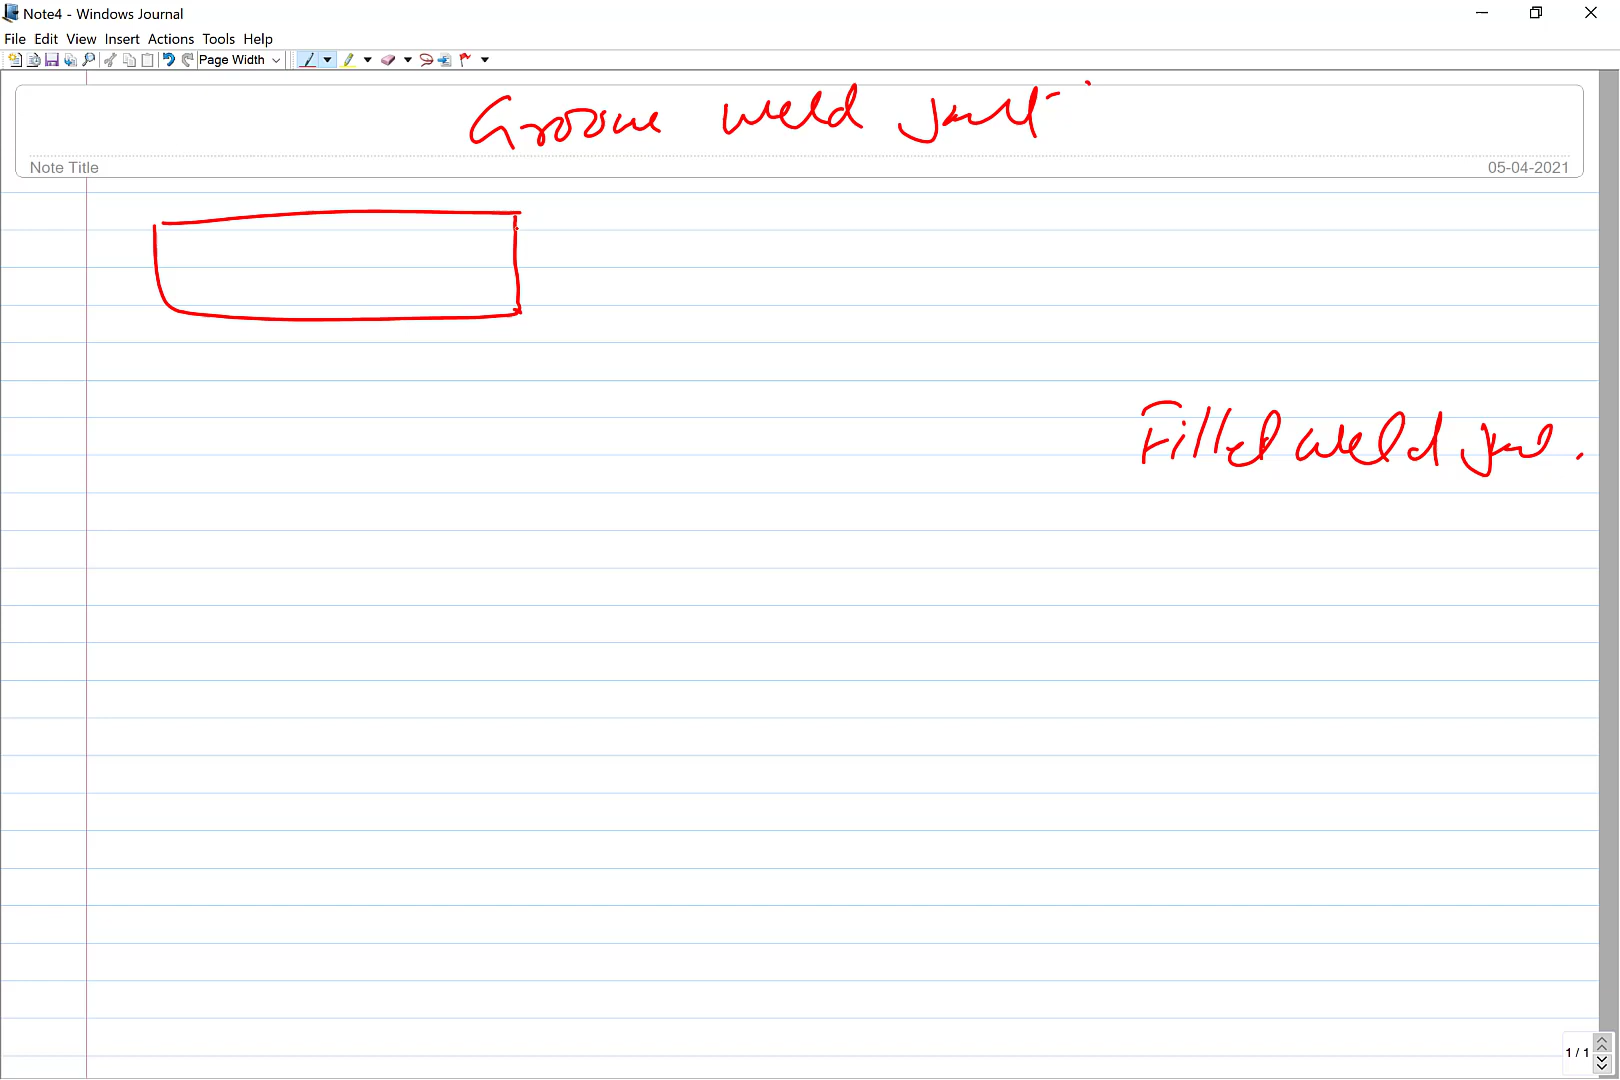 Note4 - Windows Journal
File Edit View Insert Actions Tools Help
Page Width
Groove weld joint
Note Title
05-04-2021
Fillet weld joint.
1 / 1